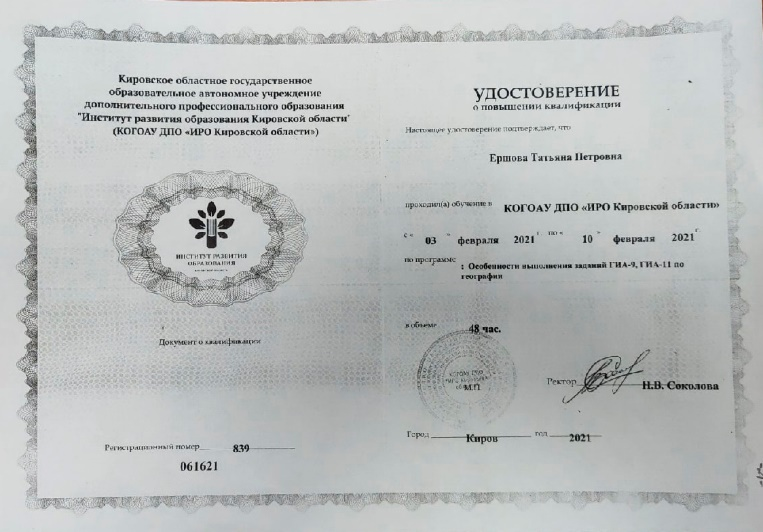 Кировское областное государственное
образовательное автономное учреждение
дополнительного профессионального образования
"Институт развития образования Кировской области"
(КОГОАУ ДПО «ИРО Кировской области»)
ИНСТИТУТ РАЗВИТИЯ
ОБРАЗОВАНИЯ
Документ о квалификации
Регистрационный номер 839
061621
УДОСТОВЕРЕНИЕ
о повышении квалификации
Настоящее удостоверение подтверждает, что
Ершова Татьяна Петровна
проходил(а) обучение в КОГОАУ ДПО «ИРО Кировской области»
с « 03 » февраля 2021 г. по « 10 » февраля 2021 г.
по программе : Особенности выполнения заданий ГИА-9, ГИА-11 по
географии
в объеме 48 час.
М.П
Ректор Н.В. Соколова
Город Киров год 2021